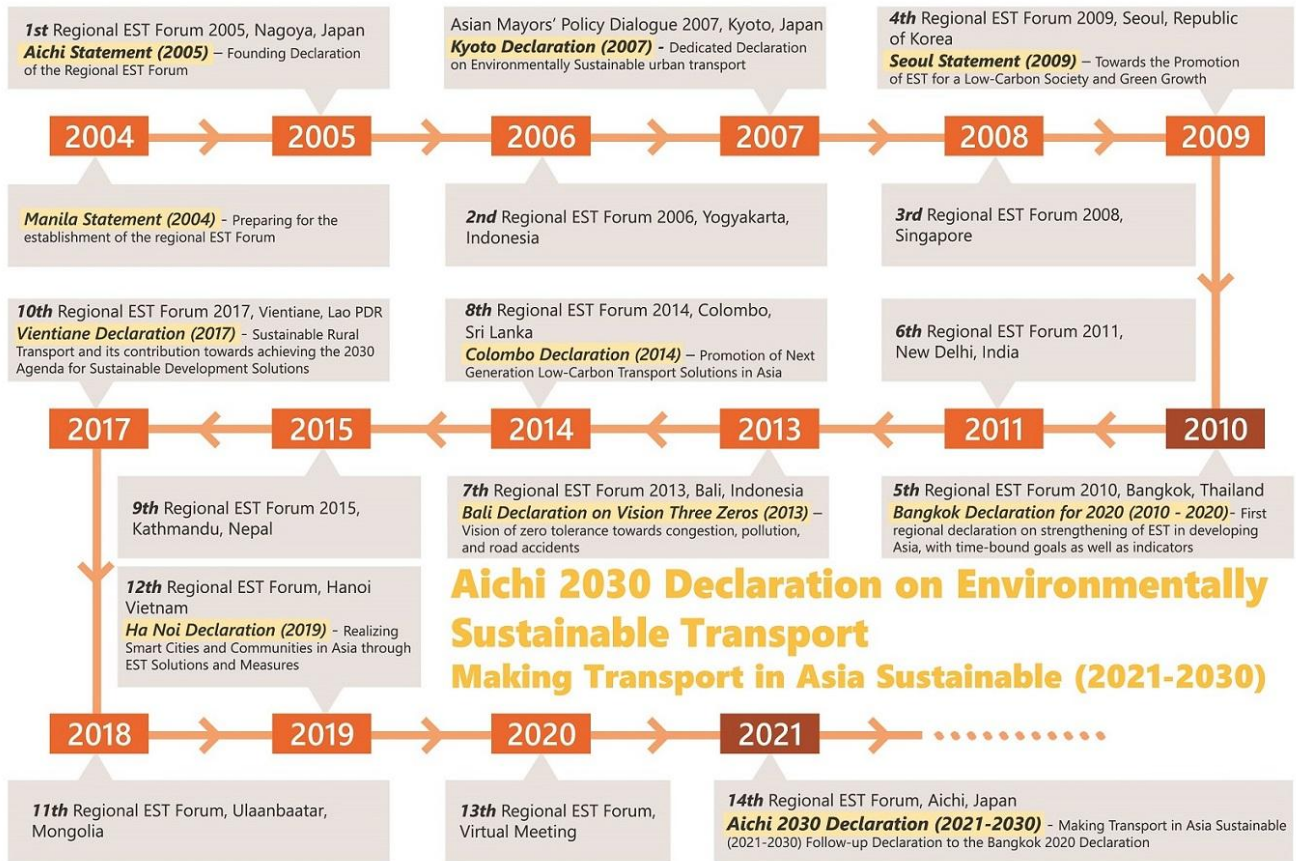 1st Regional EST Forum 2005, Nagoya, Japan
Aichi Statement (2005) – Founding Declaration
of the Regional EST Forum
Asian Mayors' Policy Dialogue 2007, Kyoto, Japan
Kyoto Declaration (2007) - Dedicated Declaration
on Environmentally Sustainable urban transport
4th Regional EST Forum 2009, Seoul, Republic
of Korea
Seoul Statement (2009) – Towards the Promotion
of EST for a Low-Carbon Society and Green Growth
2004
2005
2006
2007
2008
2009
Manila Statement (2004) - Preparing for the
establishment of the regional EST Forum
2nd Regional EST Forum 2006, Yogyakarta,
Indonesia
3rd Regional EST Forum 2008,
Singapore
10th Regional EST Forum 2017, Vientiane, Lao PDR
Vientiane Declaration (2017) - Sustainable Rural
Transport and its contribution towards achieving the 2030
Agenda for Sustainable Development Solutions
8th Regional EST Forum 2014, Colombo,
Sri Lanka
Colombo Declaration (2014) – Promotion of Next
Generation Low-Carbon Transport Solutions in Asia
6th Regional EST Forum 2011,
New Delhi, India
2017
2015
2014
2013
2011
2010
9th Regional EST Forum 2015,
Kathmandu, Nepal
7th Regional EST Forum 2013, Bali, Indonesia
Bali Declaration on Vision Three Zeros (2013) –
Vision of zero tolerance towards congestion, pollution,
and road accidents
5th Regional EST Forum 2010, Bangkok, Thailand
Bangkok Declaration for 2020 (2010 - 2020)- First
regional declaration on strengthening of EST in developing
Asia, with time-bound goals as well as indicators
12th Regional EST Forum, Hanoi
Vietnam
Ha Noi Declaration (2019) - Realizing
Smart Cities and Communities in Asia through
EST Solutions and Measures
Aichi 2030 Declaration on Environmentally
Sustainable Transport
Making Transport in Asia Sustainable (2021-2030)
2018
2019
2020
2021
11th Regional EST Forum, Ulaanbaatar,
Mongolia
13th Regional EST Forum,
Virtual Meeting
14th Regional EST Forum, Aichi, Japan
Aichi 2030 Declaration (2021-2030) - Making Transport in Asia Sustainable
(2021-2030) Follow-up Declaration to the Bangkok 2020 Declaration